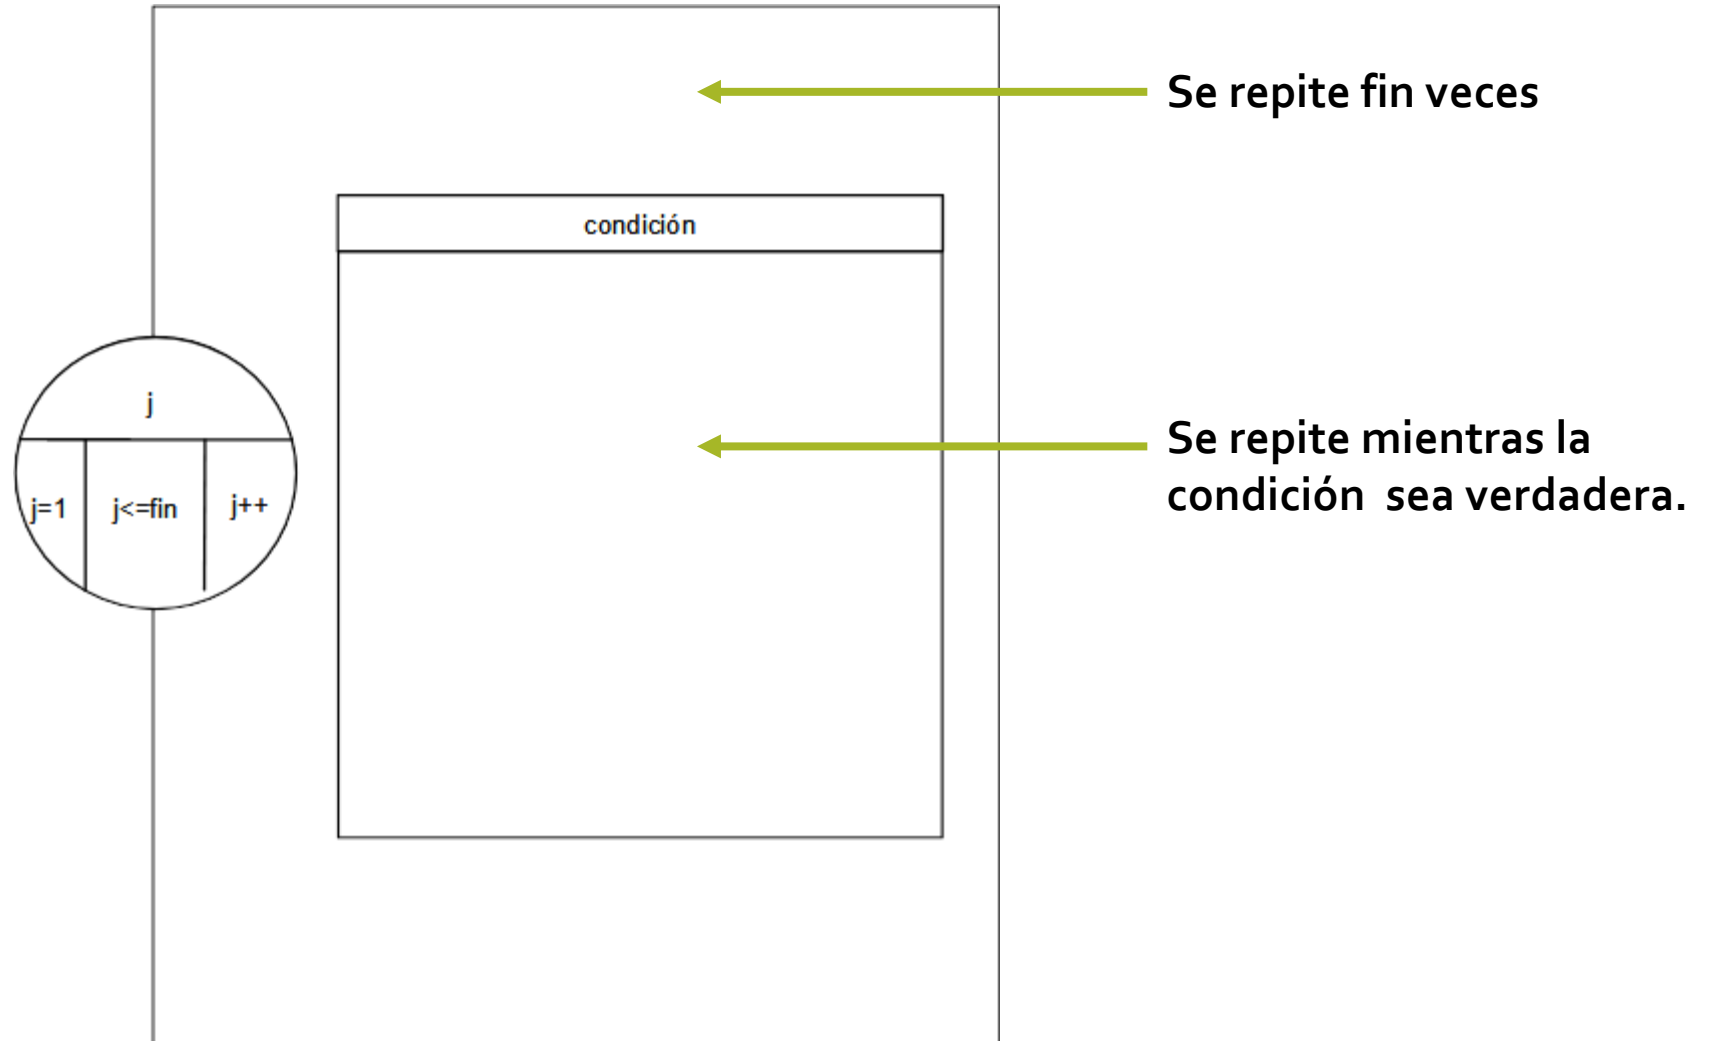 Se repite fin veces
condición
j
j=1
j<=fin
j++
Se repite mientras la
condición sea verdadera.